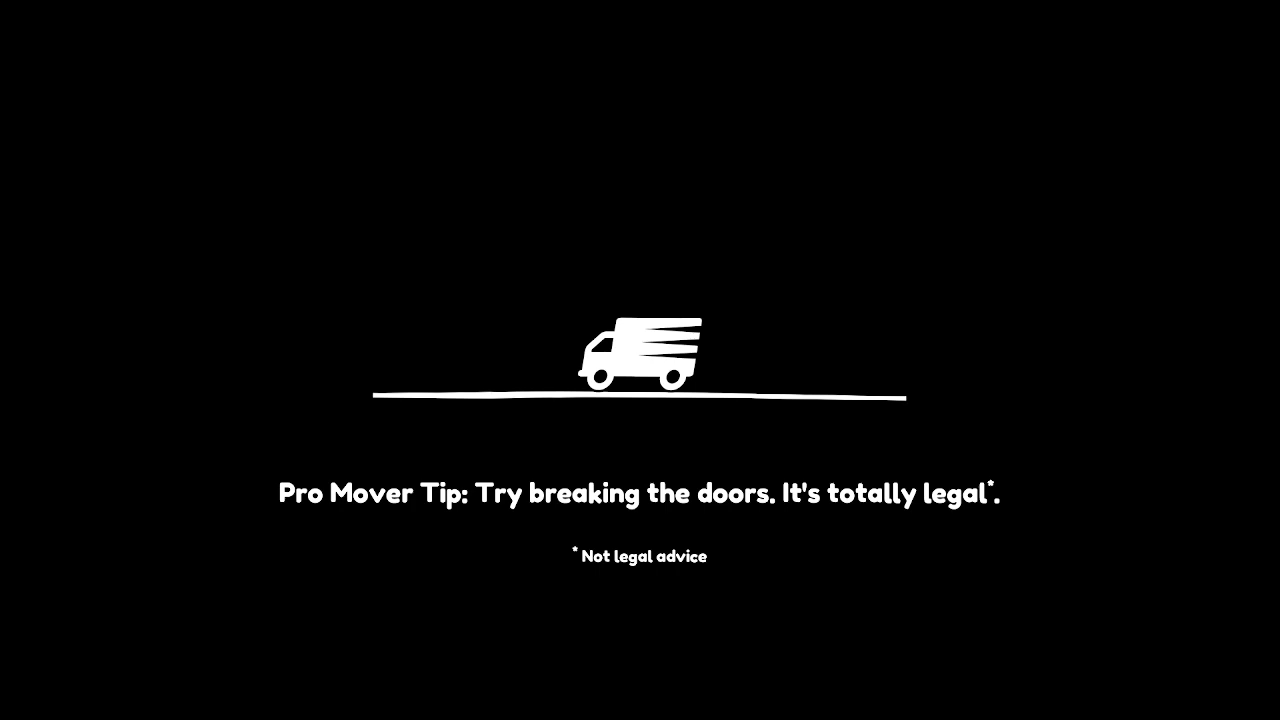 Pro Mover Tip: Try breaking the doors. It's totally legal*.
* Not legal advice